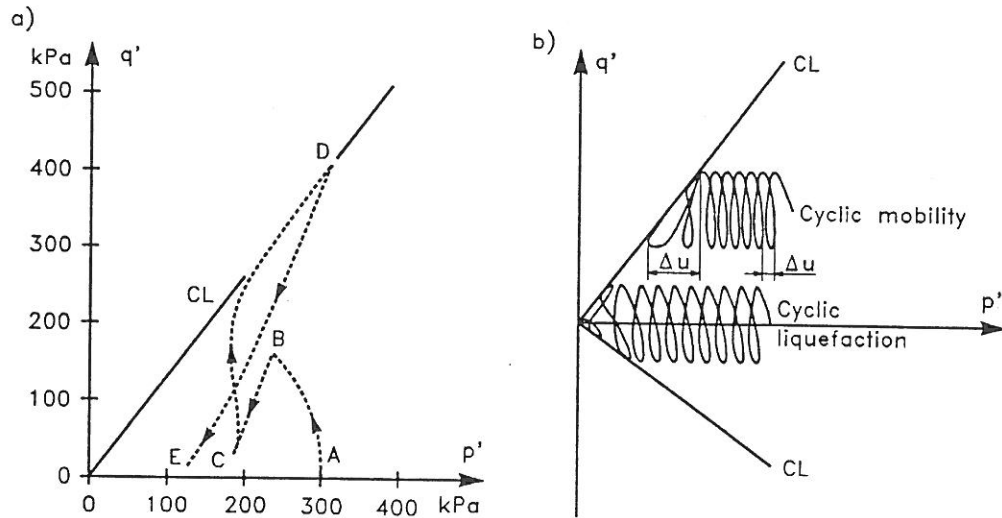 a)
kPa q'
500
400
300
200
100
0
D
CL
B
E
C
A
p'
0 100 200 300 kPa 400
b)
q'
CL
Cyclic mobility
Δu
Δu
p'
Cyclic
liquefaction
CL